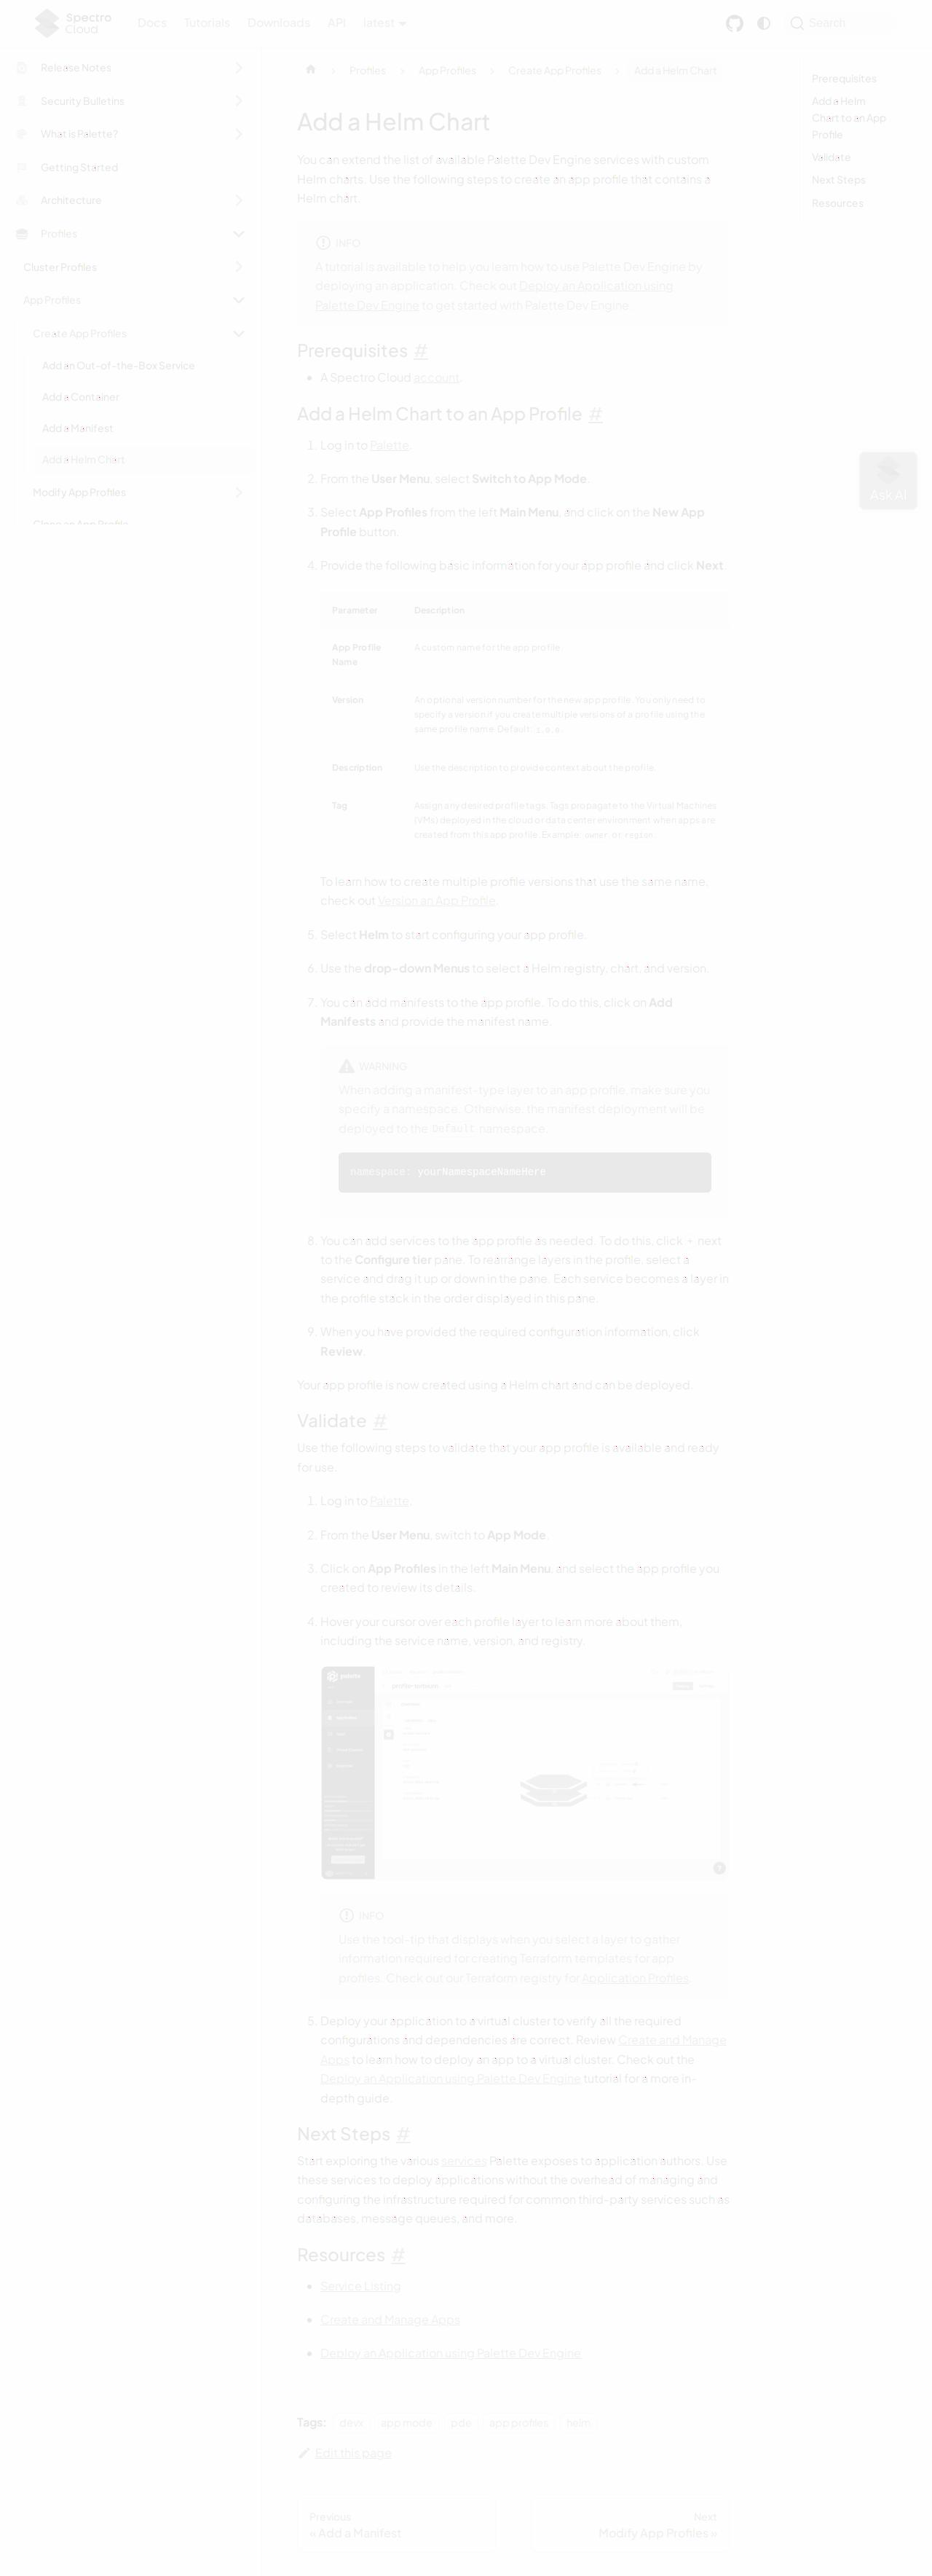 Spectro
Cloud
Docs Tutorials Downloads API latest
Search
Release Notes
Security Bulletins
What is Palette?
Getting Started
Architecture
Profiles
Cluster Profiles
App Profiles
Create App Profiles
Add an Out-of-the-Box Service
Add a Container
Add a Manifest
Add a Helm Chart
Modify App Profiles
Clone an App Profile
Profiles App Profiles Create App Profiles Add a Helm Chart
Add a Helm Chart
You can extend the list of available Palette Dev Engine services with custom
Helm charts. Use the following steps to create an app profile that contains a
Helm chart.
INFO
A tutorial is available to help you learn how to use Palette Dev Engine by
deploying an application. Check out Deploy an Application using
Palette Dev Engine to get started with Palette Dev Engine.
Prerequisites #
A Spectro Cloud account.
Add a Helm Chart to an App Profile #
1. Log in to Palette.
2. From the User Menu, select Switch to App Mode.
3. Select App Profiles from the left Main Menu, and click on the New App
Profile button.
4. Provide the following basic information for your app profile and click Next.
Parameter Description
App Profile
Name
A custom name for the app profile.
Version
An optional version number for the new app profile. You only need to
specify a version if you create multiple versions of a profile using the
same profile name. Default: 1.0.0.
Description Use the description to provide context about the profile.
Tag
Assign any desired profile tags. Tags propagate to the Virtual Machines
(VMs) deployed in the cloud or data center environment when apps are
created from this app profile. Example: owner or region.
To learn how to create multiple profile versions that use the same name,
check out Version an App Profile.
5. Select Helm to start configuring your app profile.
6. Use the drop-down Menus to select a Helm registry, chart, and version.
7. You can add manifests to the app profile. To do this, click on Add
Manifests and provide the manifest name.
WARNING
When adding a manifest-type layer to an app profile, make sure you
specify a namespace. Otherwise, the manifest deployment will be
deployed to the Default namespace.
namespace: yourNamespaceNameHere
8. You can add services to the app profile as needed. To do this, click + next
to the Configure tier pane. To rearrange layers in the profile, select a
service and drag it up or down in the pane. Each service becomes a layer in
the profile stack in the order displayed in this pane.
9. When you have provided the required configuration information, click
Review.
Your app profile is now created using a Helm chart and can be deployed.
Validate #
Use the following steps to validate that your app profile is available and ready
for use.
1. Log in to Palette.
2. From the User Menu, switch to App Mode.
3. Click on App Profiles in the left Main Menu, and select the app profile you
created to review its details.
4. Hover your cursor over each profile layer to learn more about them,
including the service name, version, and registry.
INFO
Use the tool-tip that displays when you select a layer to gather
information required for creating Terraform templates for app
profiles. Check out our Terraform registry for Application Profiles.
5. Deploy your application to a virtual cluster to verify all the required
configurations and dependencies are correct. Review Create and Manage
Apps to learn how to deploy an app to a virtual cluster. Check out the
Deploy an Application using Palette Dev Engine tutorial for a more in-
depth guide.
Next Steps #
Start exploring the various services Palette exposes to application authors. Use
these services to deploy applications without the overhead of managing and
configuring the infrastructure required for common third-party services such as
databases, message queues, and more.
Resources #
Service Listing
Create and Manage Apps
Deploy an Application using Palette Dev Engine
Tags: devx app mode pde app profiles helm
Edit this page
Previous
« Add a Manifest
Next
Modify App Profiles »
Prerequisites
Add a Helm
Chart to an App
Profile
Validate
Next Steps
Resources
Ask AI